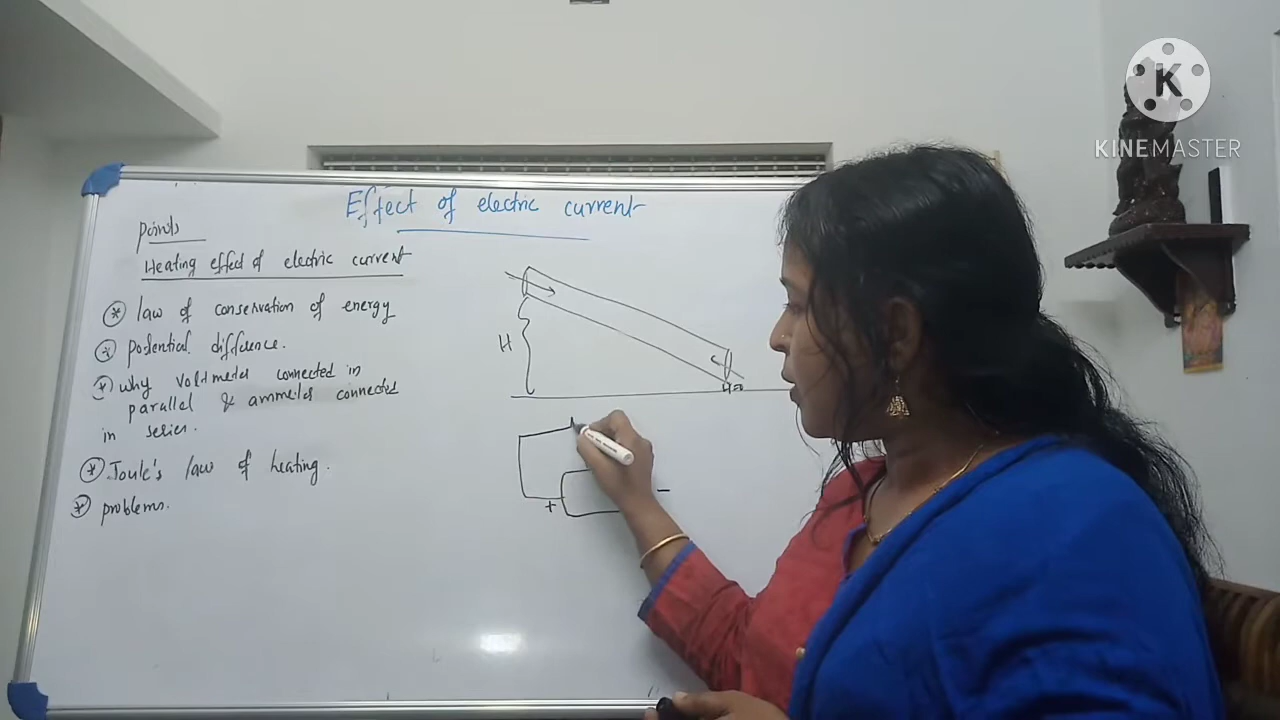 Effect of electric current
Points
Heating effect of electric current
law of conservation of energy
potential difference.
why voltmeter connected in
parallel & ammeter connected
in series.
Joule's law of heating.
problems.
H
+
-
K
KINEMASTER